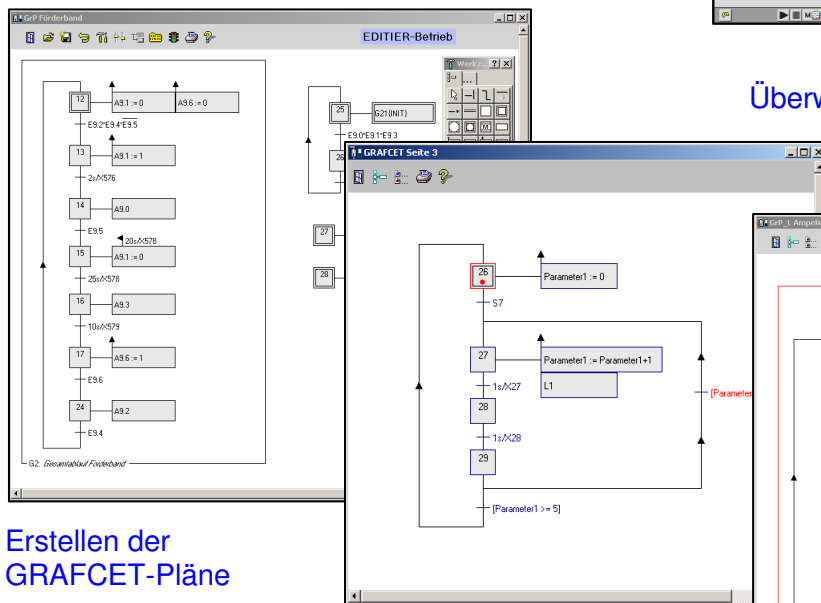 GrP Förderband
EDITIER-Betrieb
Werkz...
12
A9.1 := 0
A9.6 := 0
E9.2*E9.4*E̅9̅.̅5̅
13
A9.1 := 1
2s/X576
14
A9.0
E9.5
20s/X578
15
A9.1 := 0
25s/X578
16
A9.3
10s/X579
17
A9.6 := 1
E9.6
24
A9.2
E9.4
G2: Gesamtablauf Förderband
25
G21{INIT}
E9.0*E9.1*E9.3
26
27
28
GRAFCET Seite 3
26
Parameter1 := 0
S7
27
Parameter1 := Parameter1+1
L1
1s/X27
28
1s/X28
29
[Parameter1 >= 5]
[Parameter
GrP_L Ampels
Überw
Erstellen der
GRAFCET-Pläne